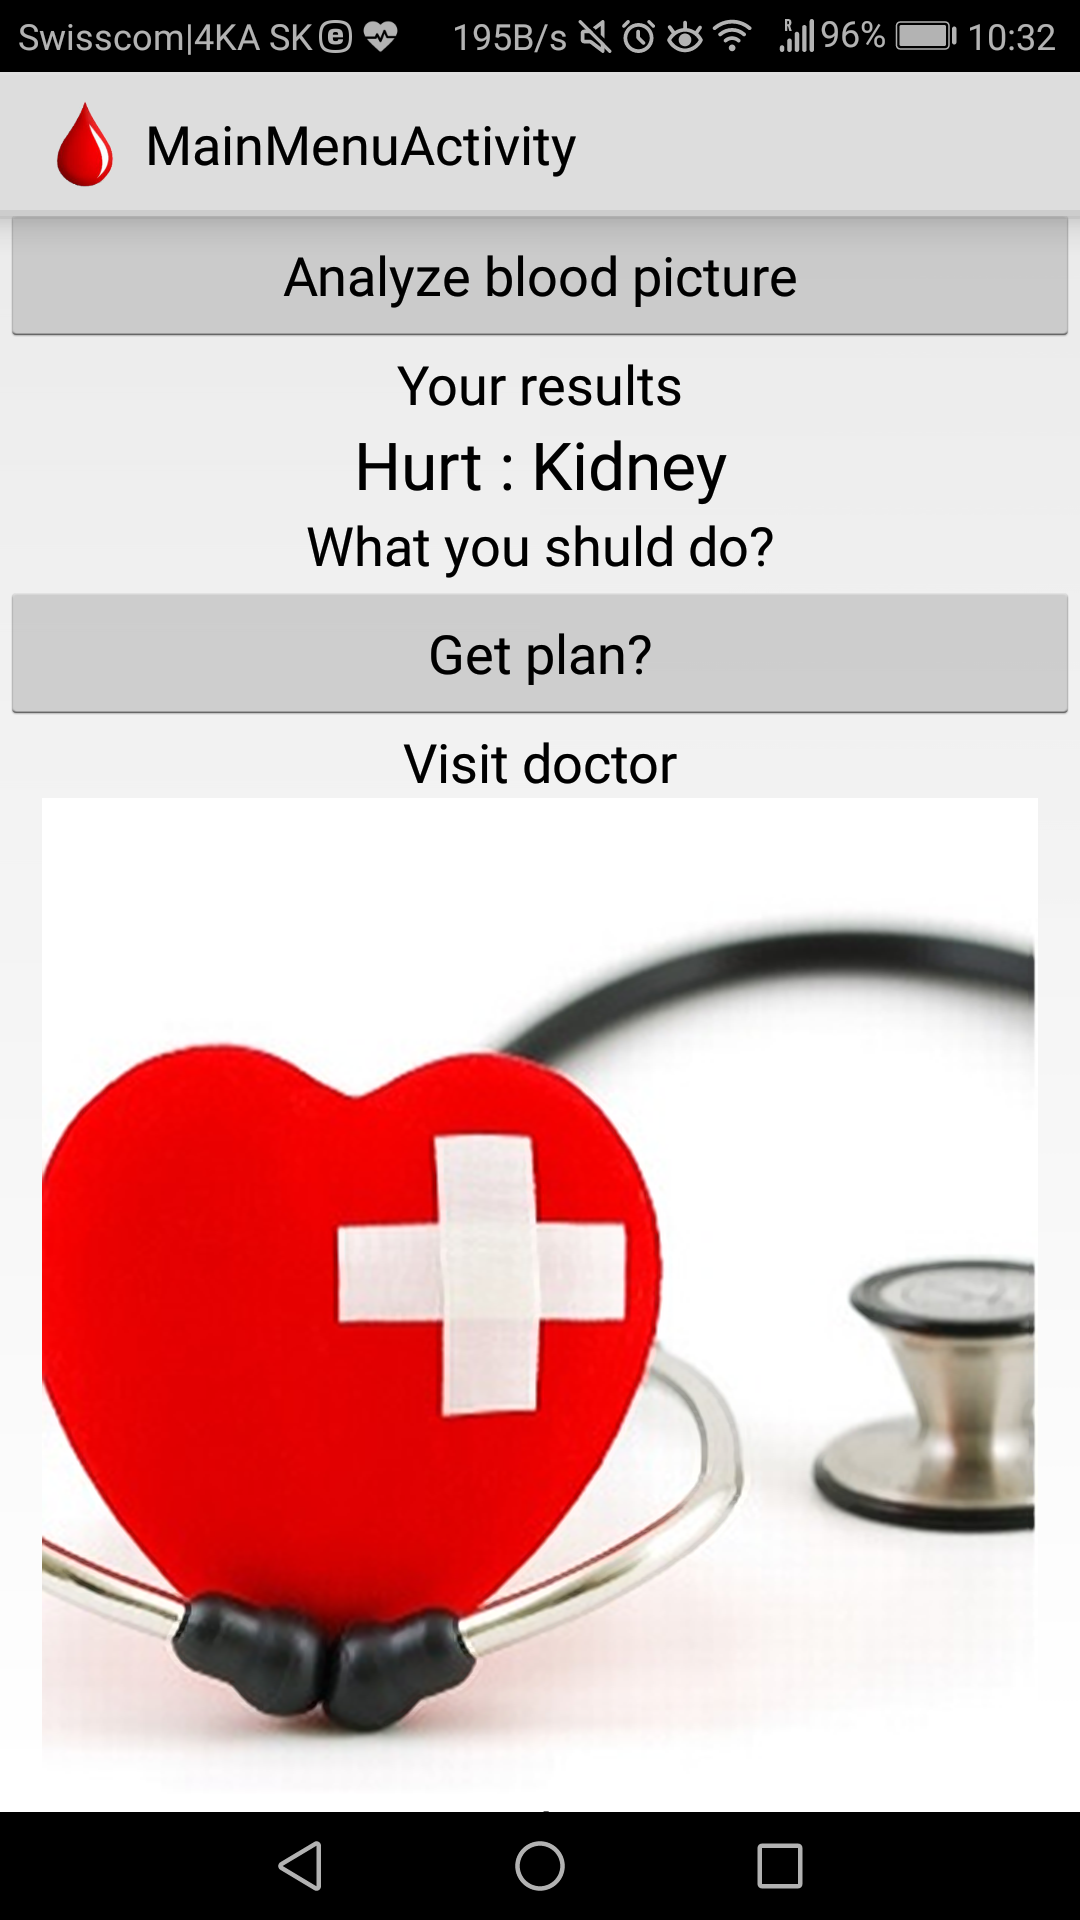 Swisscom|4KA SK 195B/s R 96% 10:32
MainMenuActivity
Analyze blood picture
Your results
Hurt : Kidney
What you shuld do?
Get plan?
Visit doctor